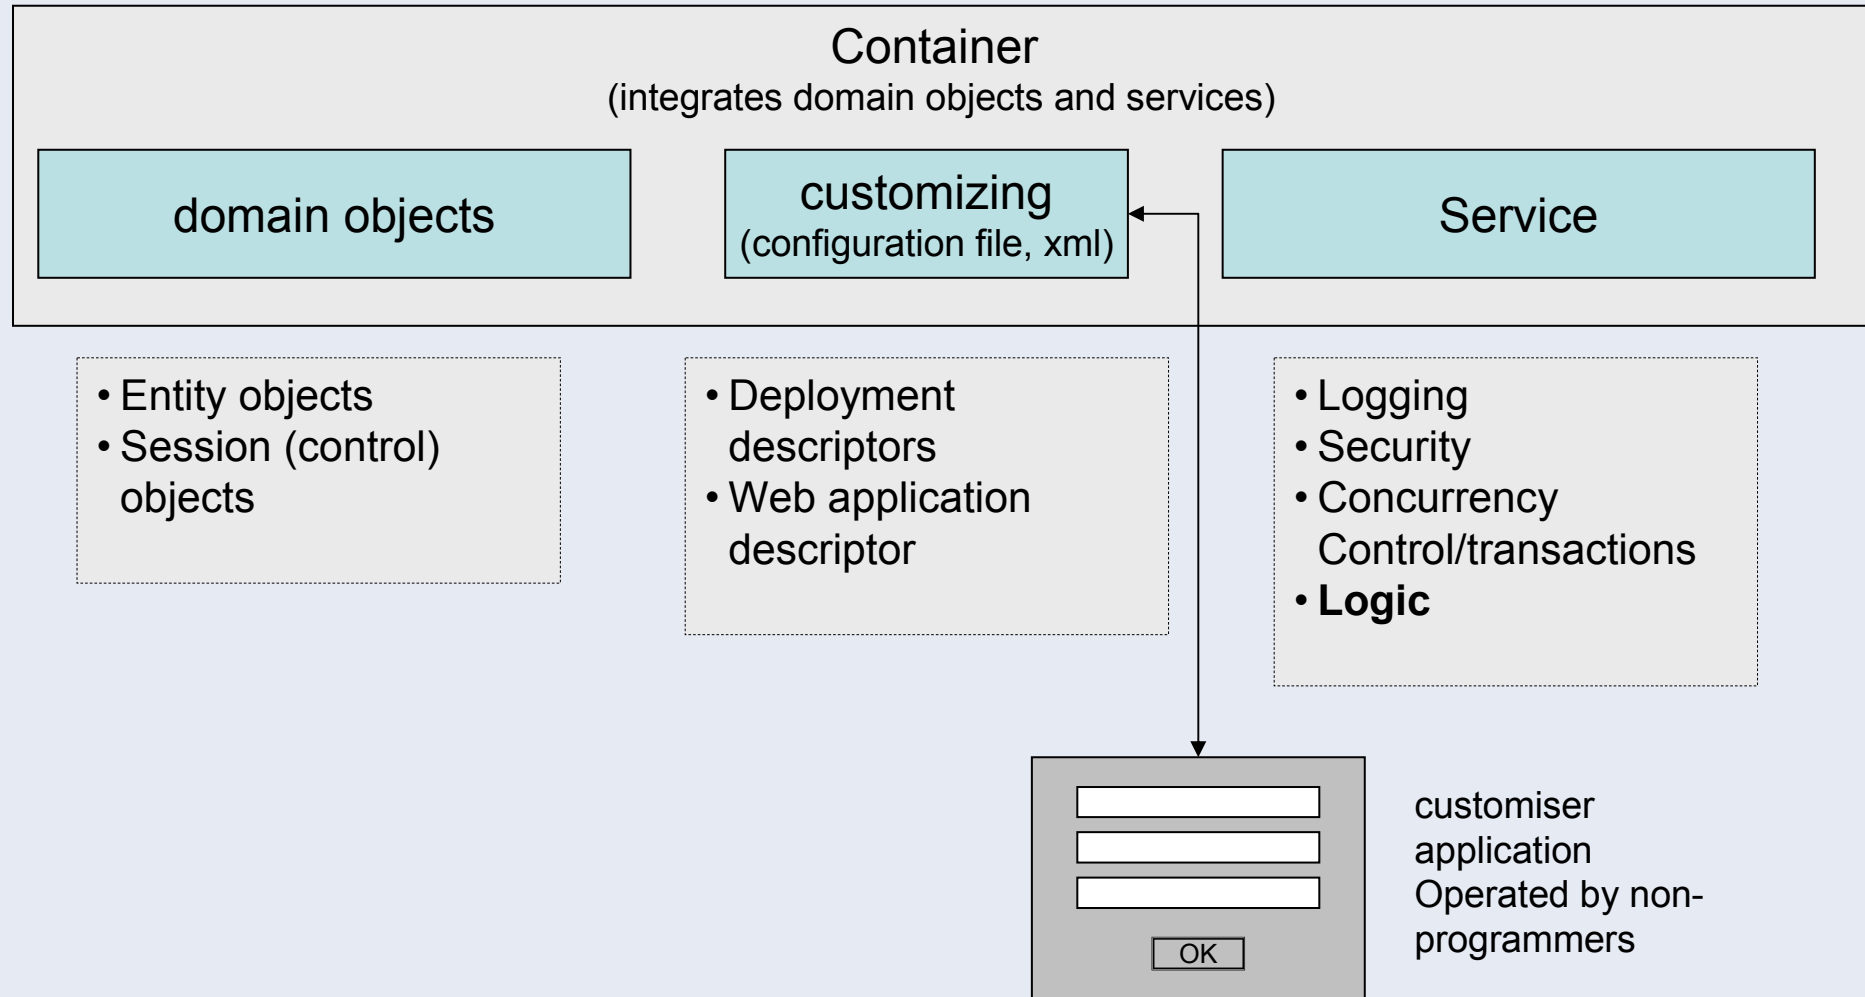 Container
(integrates domain objects and services)
domain objects
customizing
(configuration file, xml)
Service
• Entity objects
• Session (control)
objects
• Deployment
descriptors
• Web application
descriptor
• Logging
• Security
• Concurrency
Control/transactions
• Logic
customiser
application
Operated by non-
programmers
OK